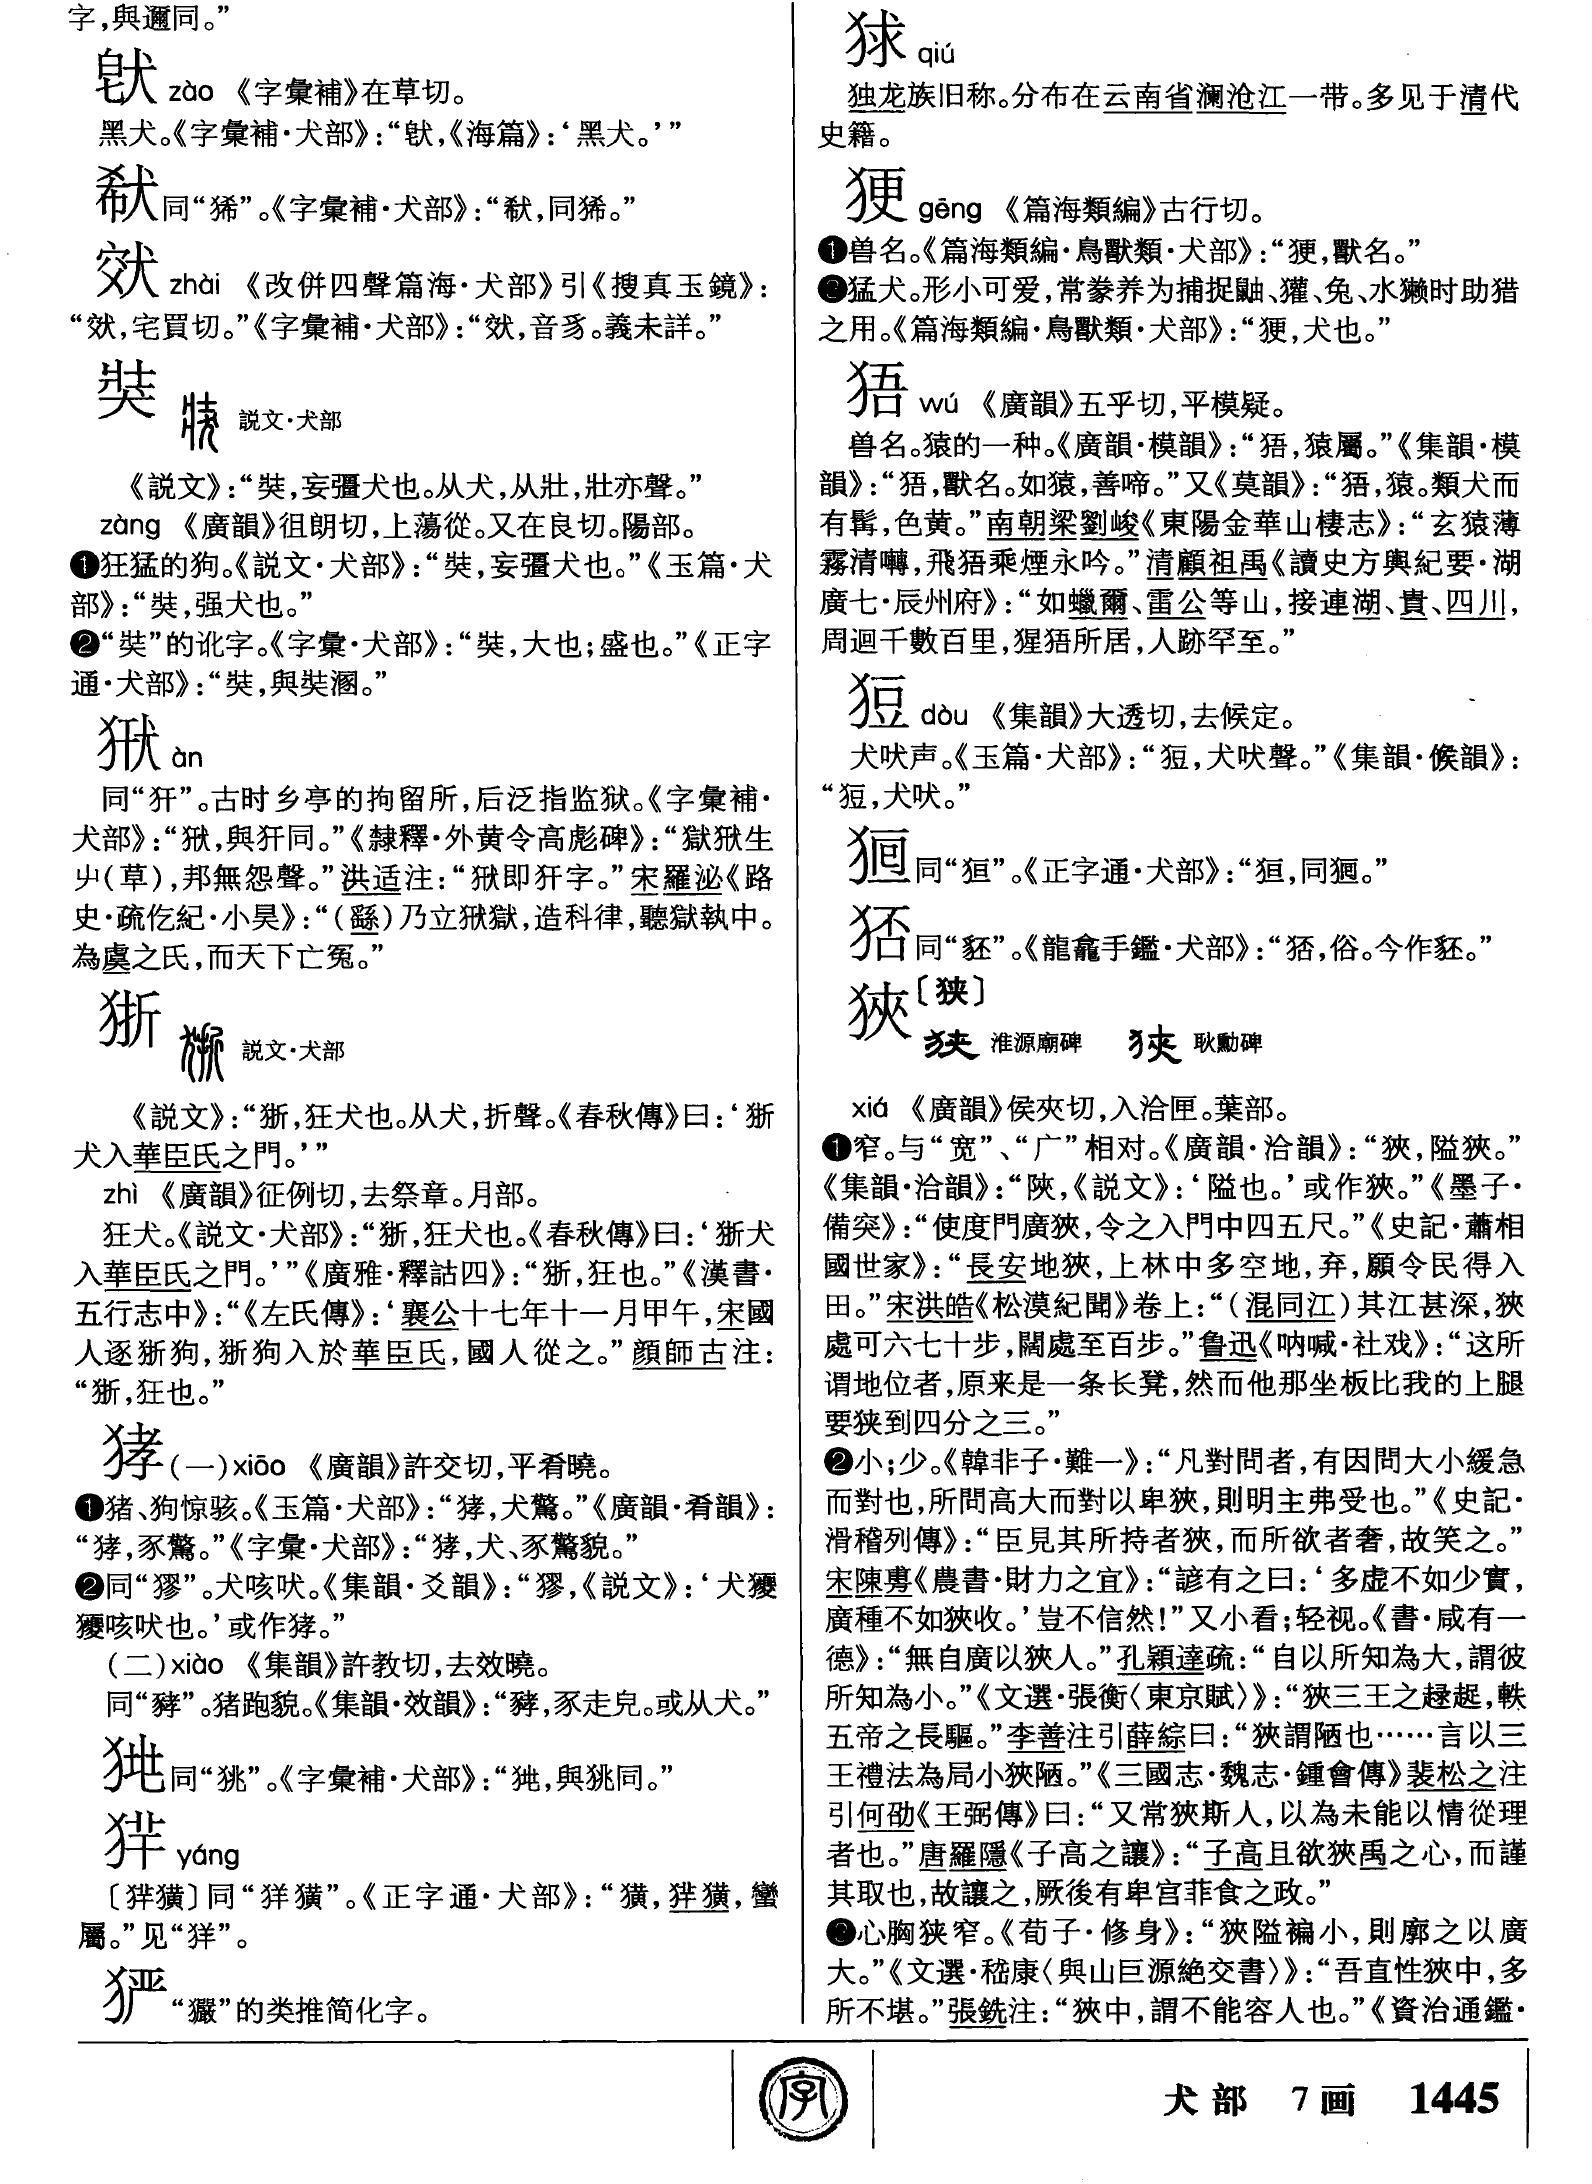 字,與邇同。”
zào 《字彙補》在草切。
黑犬。《字彙補·犬部》:“㹜,《海篇》:‘黑犬。’”
同“狶”。《字彙補·犬部》:“,同狶。”
zhài 《改併四聲篇海·犬部》引《搜真玉鏡》:
“,宅買切。”《字彙補·犬部》:“,音豸。義未詳。”
奘 説文·犬部
《説文》:“奘,妄彊犬也。从犬,从壯,壯亦聲。”
zàng 《廣韻》徂朗切,上蕩從。又在良切。陽部。
❶狂猛的狗。《説文·犬部》:“奘,妄彊犬也。”《玉篇·犬
部》:“奘,强犬也。”
❷“奘”的讹字。《字彙·犬部》:“奘,大也;盛也。”《正字
通·犬部》:“奘,與奘溷。”
àn
同“犴”。古时乡亭的拘留所,后泛指监狱。《字彙補·
犬部》:“,與犴同。”《隸釋·外黄令高彪碑》:“獄生
屮(草),邦無怨聲。”洪适注:“即犴字。”宋羅泌《路
史·疏仡紀·小昊》:“(繇)乃立獄,造科律,聽獄執中。
為虞之氏,而天下亡冤。”
狾 説文·犬部
《説文》:“狾,狂犬也。从犬,折聲。《春秋傳》曰:‘狾
犬入華臣氏之門。’”
zhì 《廣韻》征例切,去祭章。月部。
狂犬。《説文·犬部》:“狾,狂犬也。《春秋傳》曰:‘狾犬
入華臣氏之門。’”《廣雅·釋詁四》:“狾,狂也。”《漢書·
五行志中》:“《左氏傳》:‘襄公十七年十一月甲午,宋國
人逐狾狗,狾狗入於華臣氏,國人從之。”顔師古注:
“狾,狂也。”
㹲(一)xiāo 《廣韻》許交切,平肴曉。
❶猪、狗惊骇。《玉篇·犬部》:“㹲,犬驚。”《廣韻·肴韻》:
“㹲,豕驚。”《字彙·犬部》:“㹲,犬、豕驚貌。”
❷同“獿”。犬咳吠。《集韻·爻韻》:“獿,《説文》:‘犬獿
獿咳吠也。’或作㹲。”
(二)xiào 《集韻》許教切,去效曉。
同“豨”。猪跑貌。《集韻·效韻》:“,豕走皃。或从犬。”
同“狣”。《字彙補·犬部》:“,與狣同。”
yáng
〔獚〕同“獚”。《正字通·犬部》:“獚,獚,蠻
屬。”见“”。
“玁”的类推简化字。
狇 qiú
独龙族旧称。分布在云南省澜沧江一带。多见于清代
史籍。
㹴 gēng 《篇海類編》古行切。
❶兽名。《篇海類編·鳥獸類·犬部》:“㹴,獸名。”
❷猛犬。形小可爱,常豢养为捕捉鼬、獾、兔、水獭时助猎
之用。《篇海類編·鳥獸類·犬部》:“㹴,犬也。”
㹳 wú 《廣韻》五乎切,平模疑。
兽名。猿的一种。《廣韻·模韻》:“㹳,猿屬。”《集韻·模
韻》:“㹳,獸名。如猿,善啼。”又《莫韻》:“㹳,猿。類犬而
有髯,色黄。”南朝梁劉峻《東陽金華山棲志》:“玄猿薄
霧清囀,飛㹳乘煙永吟。”清顧祖禹《讀史方輿紀要·湖
廣七·辰州府》:“如蠟爾、雷公等山,接連湖、貴、四川,
周迴千數百里,猩㹳所居,人跡罕至。”
dòu 《集韻》大透切,去候定。
犬吠声。《玉篇·犬部》:“,犬吠聲。”《集韻·候韻》:
“,犬吠。”
同“狟”。《正字通·犬部》:“狟,同。”
同“豾”。《龍龕手鑑·犬部》:“,俗。今作豾。”
狹〔狭〕
淮源廟碑 耿勳碑
xiá 《廣韻》侯夾切,入洽匣。葉部。
❶窄。与“宽”、“广”相对。《廣韻·洽韻》:“狹,隘狹。”
《集韻·洽韻》:“陜,《説文》:‘隘也。’或作狹。”《墨子·
備突》:“使度門廣狹,令之入門中四五尺。”《史記·蕭相
國世家》:“長安地狹,上林中多空地,弃,願令民得入
田。”宋洪皓《松漠紀聞》卷上:“(混同江)其江甚深,狹
處可六七十步,闊處至百步。”鲁迅《呐喊·社戏》:“这所
谓地位者,原来是一条长凳,然而他那坐板比我的上腿
要狭到四分之三。”
❷小;少。《韓非子·難一》:“凡對問者,有因問大小緩急
而對也,所問高大而對以卑狹,則明主弗受也。”《史記·
滑稽列傳》:“臣見其所持者狹,而所欲者奢,故笑之。”
宋陳旉《農書·財力之宜》:“諺有之曰:‘多虚不如少實,
廣種不如狹收。’豈不信然!”又小看;轻视。《書·咸有一
德》:“無自廣以狹人。”孔穎達疏:“自以所知為大,謂彼
所知為小。”《文選·張衡〈東京賦〉》:“狹三王之趢趗,軼
五帝之長驅。”李善注引薛綜曰:“狹謂陋也……言以三
王禮法為局小狹陋。”《三國志·魏志·鍾會傳》裴松之注
引何劭《王弼傳》曰:“又常狹斯人,以為未能以情從理
者也。”唐羅隱《子高之讓》:“子高且欲狹禹之心,而謹
其取也,故讓之,厥後有卑宫菲食之政。”
❸心胸狭窄。《荀子·修身》:“狹隘褊小,則廓之以廣
大。”《文選·嵇康〈與山巨源絶交書〉》:“吾直性狹中,多
所不堪。”張銑注:“狹中,謂不能容人也。”《資治通鑑·
字
犬部 7画 1445